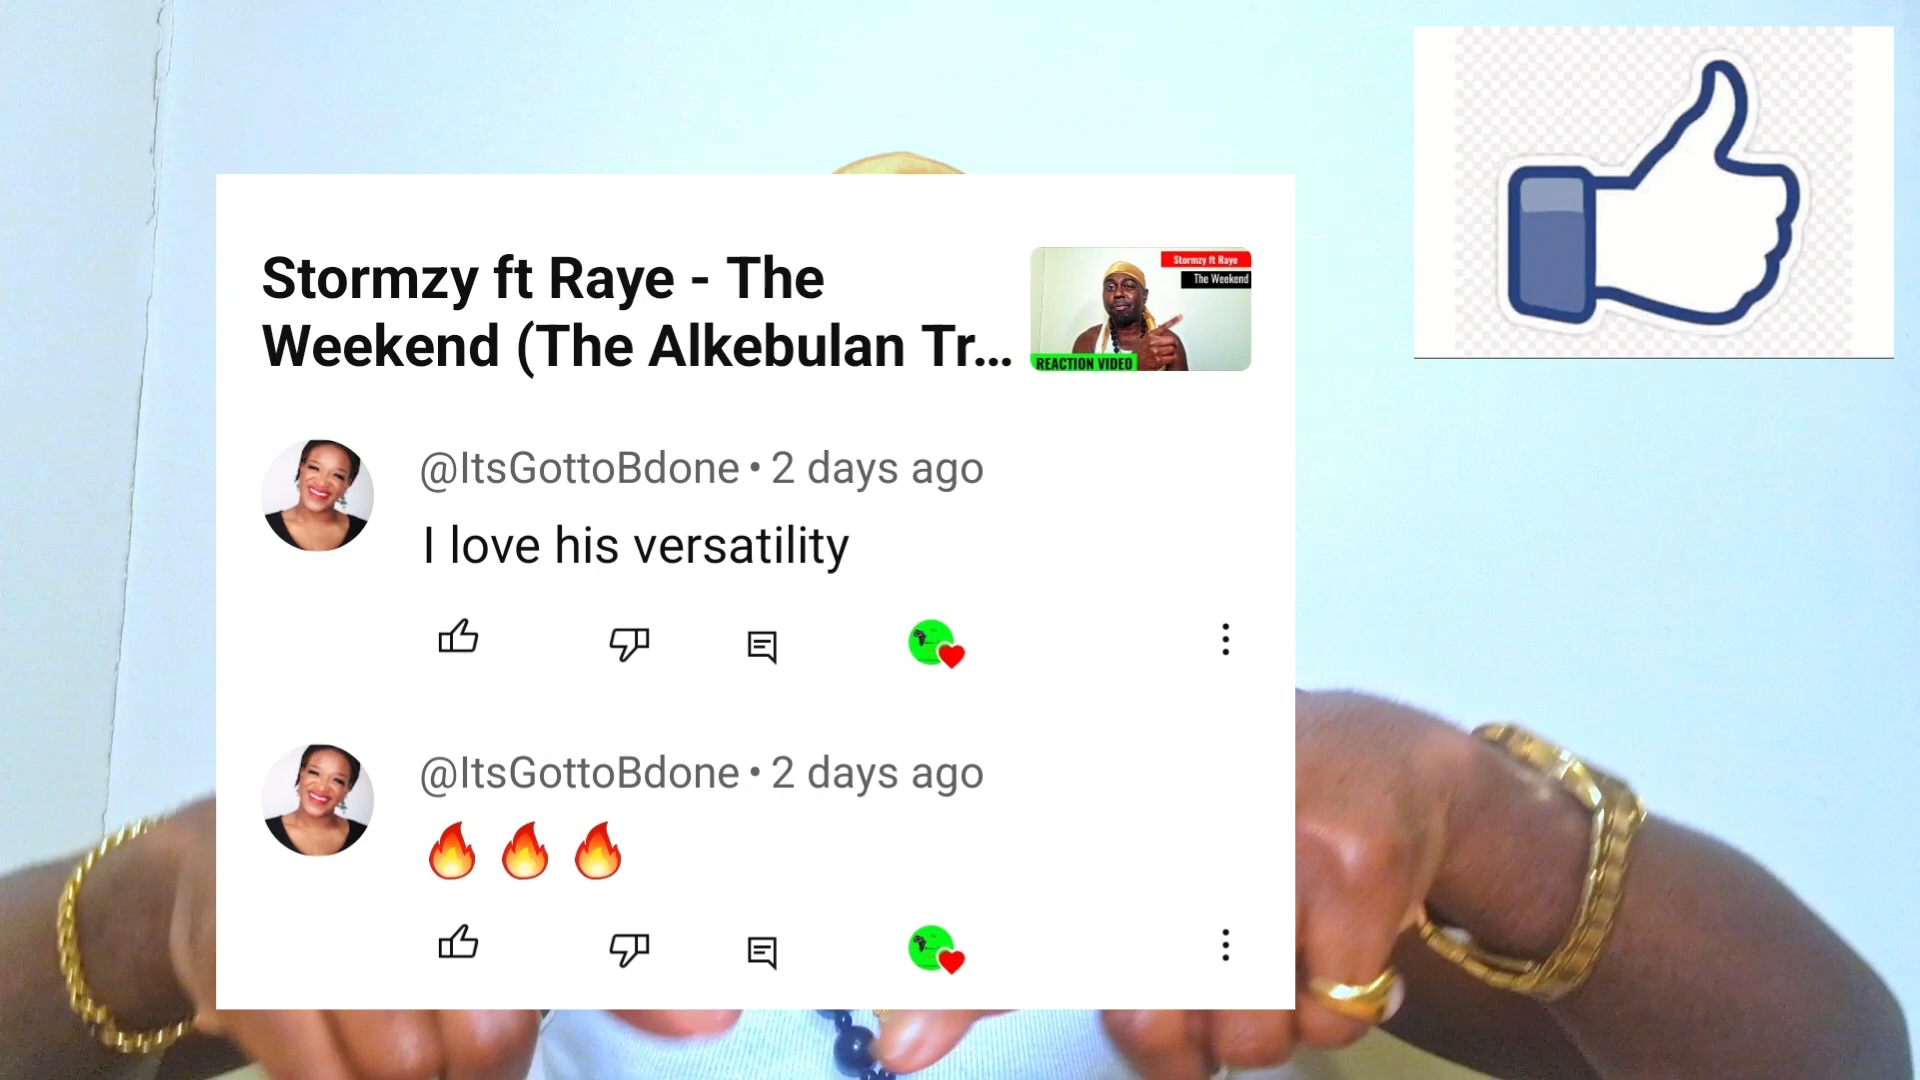 Stormzy ft Raye - The
Weekend (The Alkebulan Tr...
Stormzy ft Raye
The Weekend
REACTION VIDEO
@ItsGottoBdone • 2 days ago
I love his versatility
@ItsGottoBdone • 2 days ago
🔥 🔥 🔥